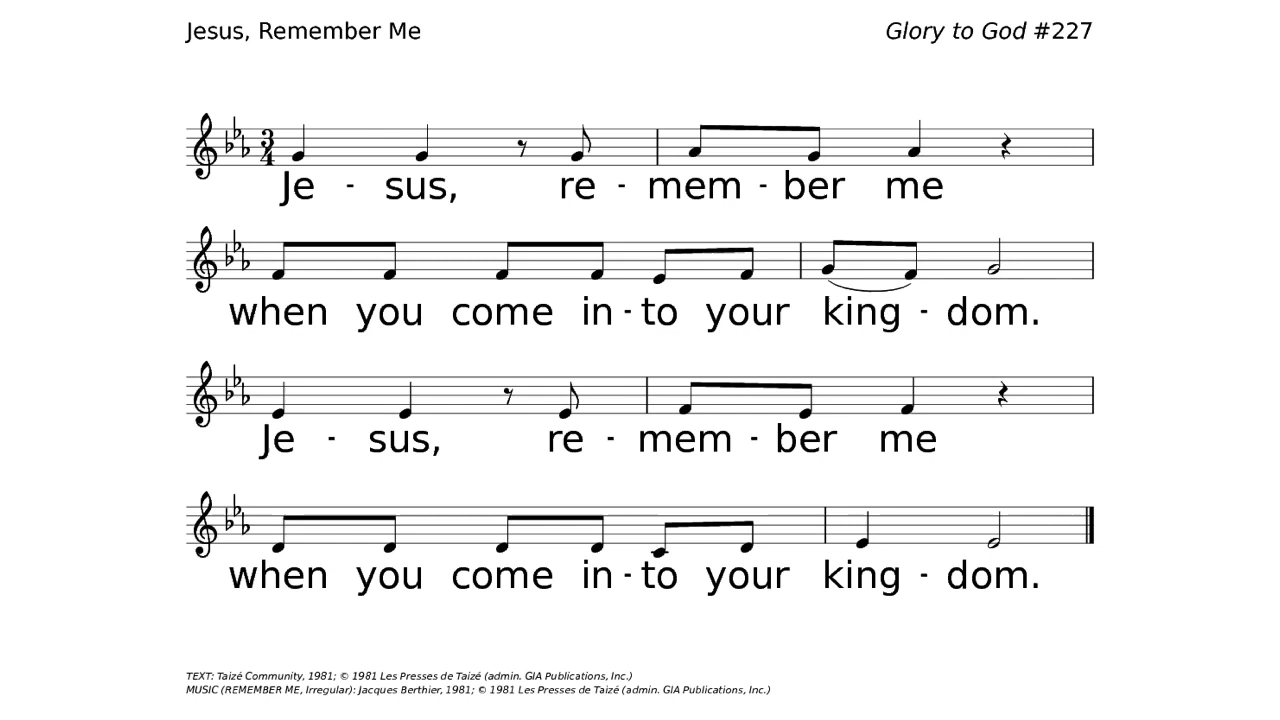 Jesus, Remember Me
Glory to God #227
3
4
Je - sus, re - mem - ber me
when you come in - to your king - dom.
Je - sus, re - mem - ber me
when you come in - to your king - dom.
TEXT: Taizé Community, 1981; © 1981 Les Presses de Taizé (admin. GIA Publications, Inc.)
MUSIC (REMEMBER ME, Irregular): Jacques Berthier, 1981; © 1981 Les Presses de Taizé (admin. GIA Publications, Inc.)